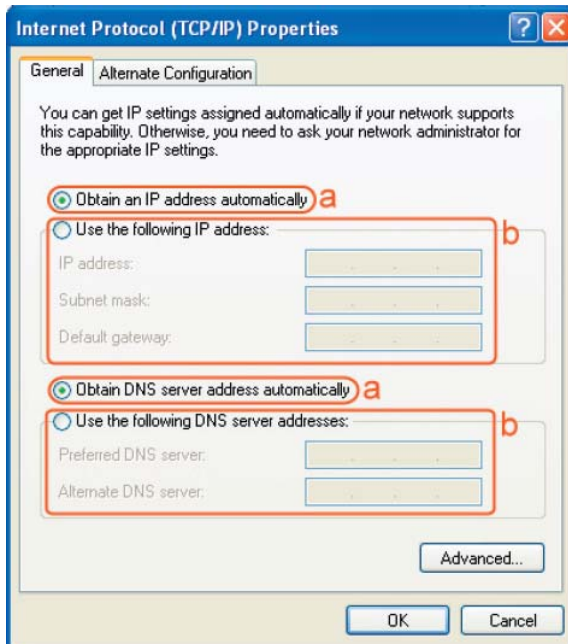 Internet Protocol (TCP/IP) Properties
General Alternate Configuration
You can get IP settings assigned automatically if your network supports
this capability. Otherwise, you need to ask your network administrator for
the appropriate IP settings.
Obtain an IP address automatically a
Use the following IP address: b
IP address:
Subnet mask:
Default gateway:
Obtain DNS server address automatically a
Use the following DNS server addresses: b
Preferred DNS server:
Alternate DNS server:
Advanced...
OK Cancel